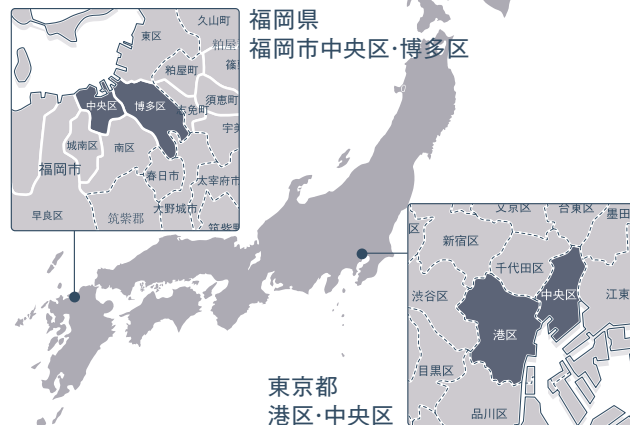 福岡県
福岡市中央区・博多区
久山町
東区
粕屋
粕屋町
篠
須恵町
志免町
中央区
博多区
宇美
城南区
南区
福岡市
春日市
太宰府市
大野城市
早良区
筑紫郡
筑紫野
文京区
台東区
墨田
区
新宿区
千代田区
渋谷区
中央区
江東
港区
目黒区
品川区
東京都
港区・中央区